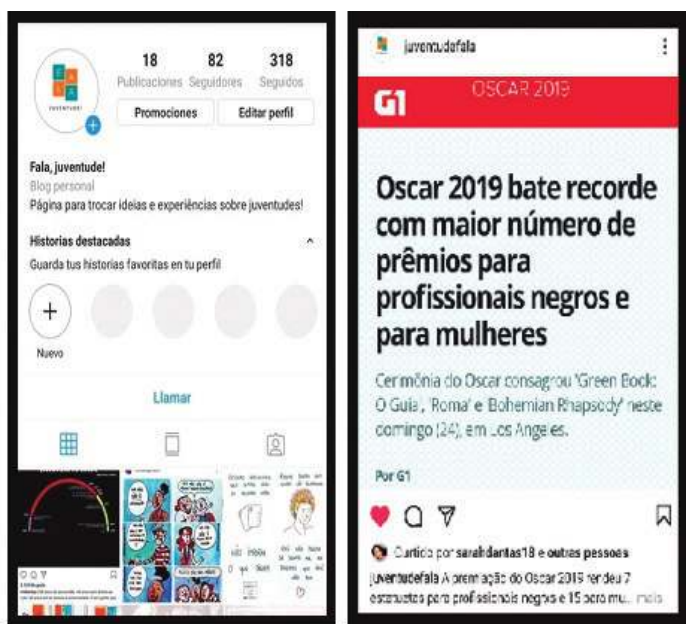 18 82 318
Publicaciones Seguidores Seguidos
JUVENTUDE!
Promociones Editar perfil
Fala, juventude!
Blog personal
Página para trocar ideias e experiências sobre juventudes!
Historias destacadas
Guarda tus historias favoritas en tu perfil
Nuevo
Llamar
juventudefala
G1
OSCAR 2019
Oscar 2019 bate recorde
com maior número de
prêmios para
profissionais negros e
para mulheres
Cerimônia do Oscar consagrou 'Green Book:
O Guia', 'Roma' e 'Bohemian Rhapsody' neste
domingo (24), em Los Angeles.
Por G1
Curtido por sarahdantas18 e outras pessoas
juventudefala A premiação do Oscar 2019 rendeu 7
estatuetas para profissionais negros e 15 para mu... mais